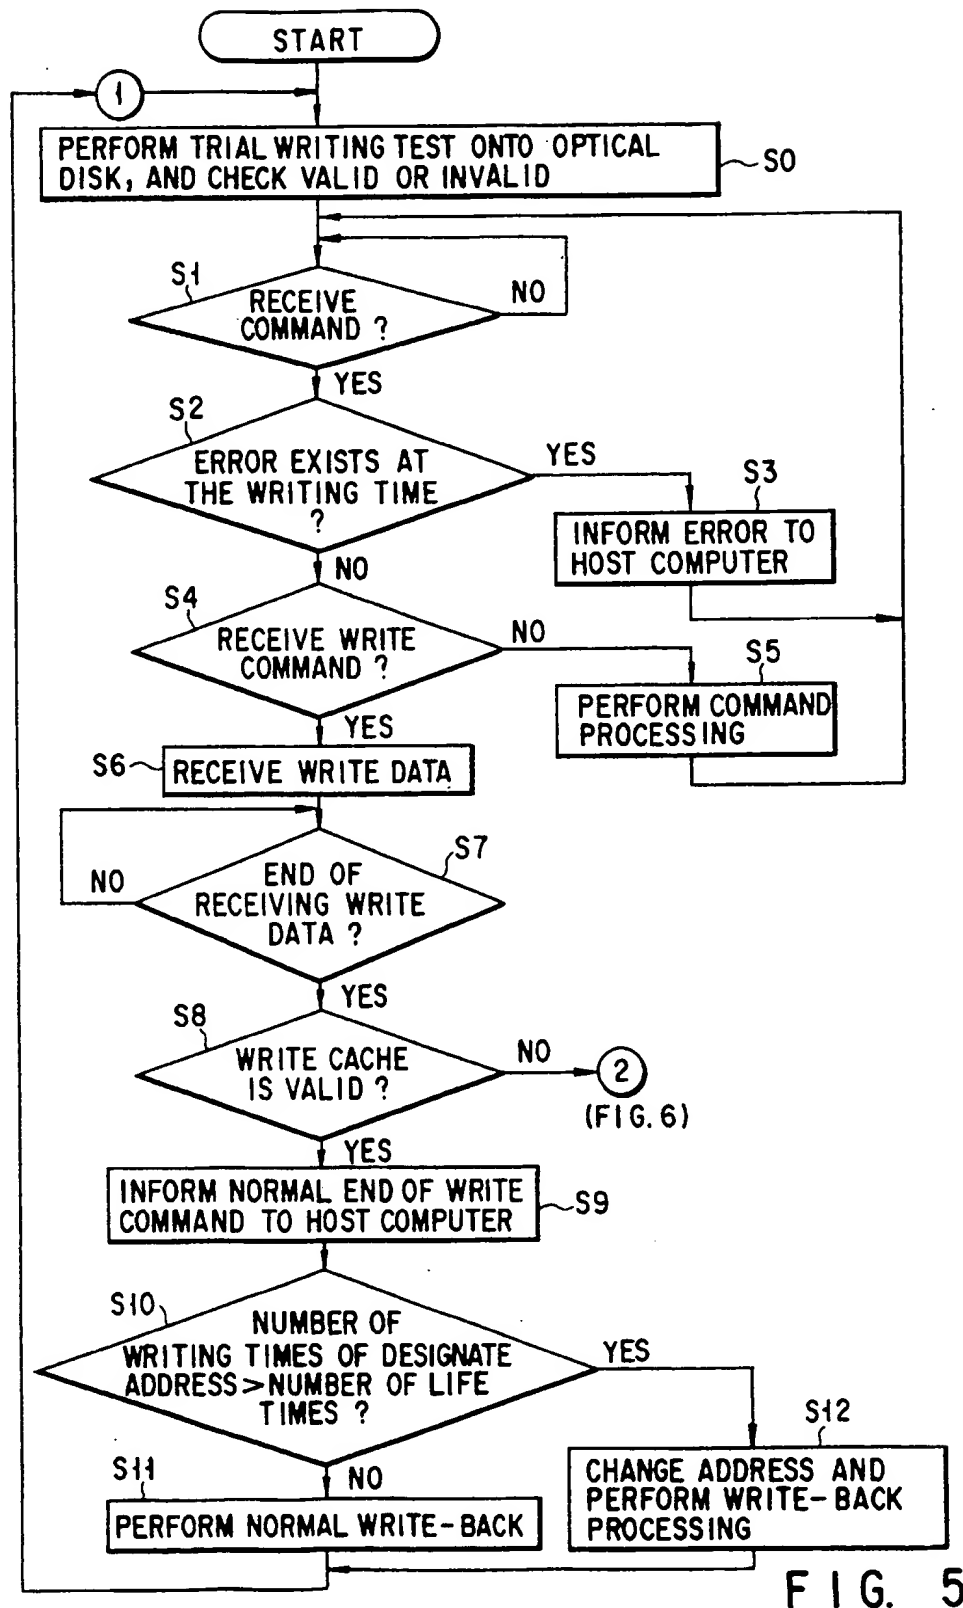 START
1
PERFORM TRIAL WRITING TEST ONTO OPTICAL
DISK, AND CHECK VALID OR INVALID
S0
S1
RECEIVE
COMMAND ?
NO
YES
S2
ERROR EXISTS AT
THE WRITING TIME
?
YES
S3
INFORM ERROR TO
HOST COMPUTER
NO
S4
RECEIVE WRITE
COMMAND ?
NO
S5
PERFORM COMMAND
PROCESSING
YES
S6
RECEIVE WRITE DATA
S7
END OF
RECEIVING WRITE
DATA ?
NO
YES
S8
WRITE CACHE
IS VALID ?
NO
2
(FIG. 6)
YES
INFORM NORMAL END OF WRITE
COMMAND TO HOST COMPUTER
S9
S10
NUMBER OF
WRITING TIMES OF DESIGNATE
ADDRESS > NUMBER OF LIFE
TIMES ?
YES
S12
CHANGE ADDRESS AND
PERFORM WRITE-BACK
PROCESSING
NO
S11
PERFORM NORMAL WRITE-BACK
FIG. 5